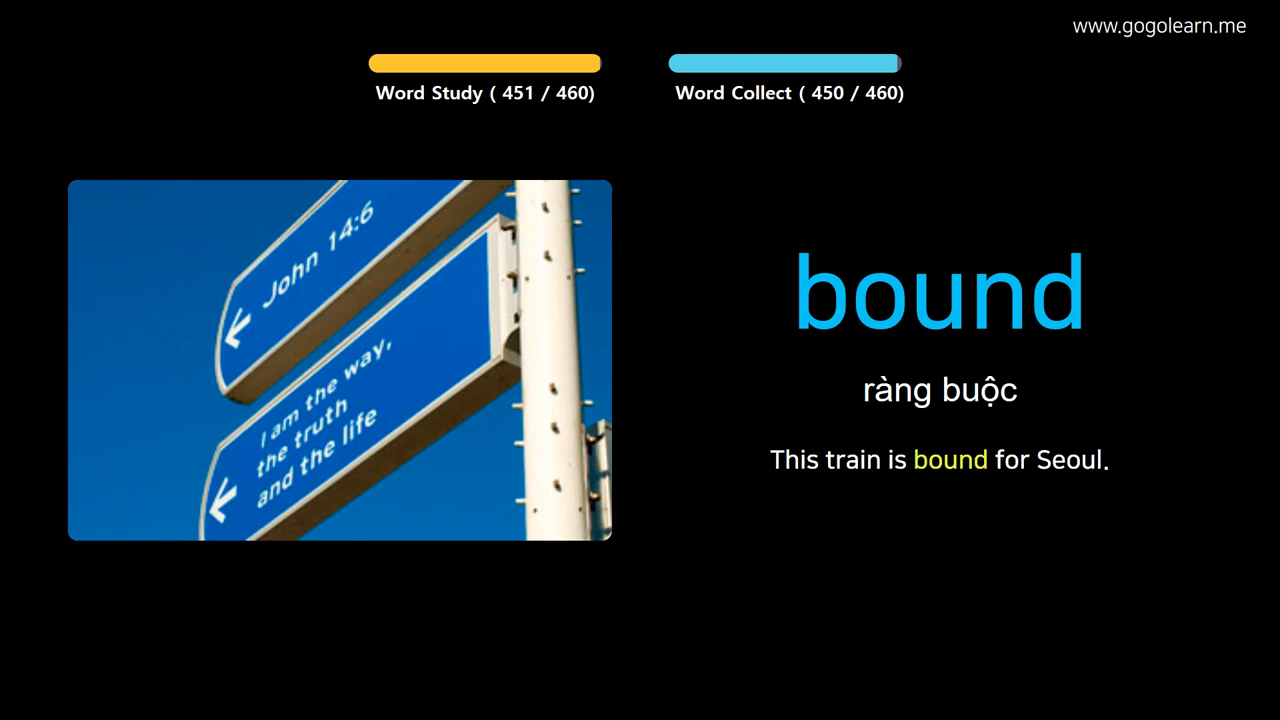 www.gogolearn.me
Word Study ( 451 / 460)
Word Collect ( 450 / 460)
John 14:6
I am the way,
the truth
and the life
bound
ràng buộc
This train is bound for Seoul.